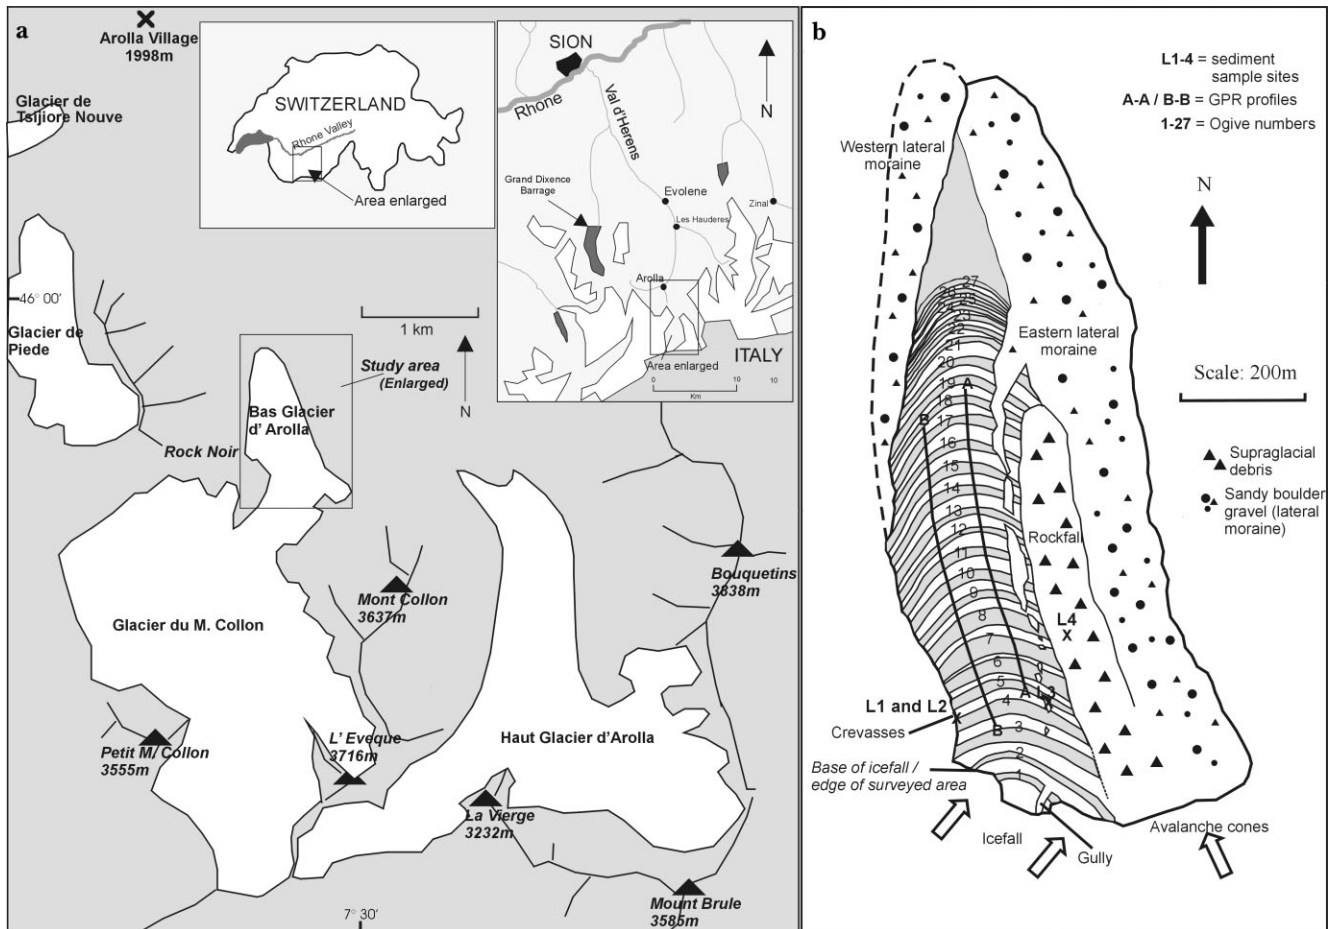 a
Arolla Village
1998m
Glacier de
Tsijiore Nouve
46° 00'
Glacier de
Piede
Rock Noir
1 km
N
Study area
(Enlarged)
Bas Glacier
d' Arolla
Mont Collon
3637m
Bouquetins
3838m
Glacier du M. Collon
Petit M. Collon
3555m
L' Eveque
3716m
Haut Glacier d'Arolla
La Vierge
3232m
Mount Brule
3585m
7° 30'
SWITZERLAND
Rhone Valley
Area enlarged
SION
Rhone
Val d'Herens
N
Grand Dixence
Barrage
Evolene
Les Hauderes
Zinal
Arolla
ITALY
Area enlarged
0 10 10
Km
b
L1-4 = sediment
sample sites
A-A / B-B = GPR profiles
1-27 = Ogive numbers
N
Western lateral
moraine
Eastern lateral
moraine
Scale: 200m
Supraglacial
debris
Sandy boulder
gravel (lateral
moraine)
27
26
25
24
23
22
21
20
19
A
18
B
17
16
15
14
13
12
11
10
9
8
7
6
5
4
3
2
1
Rockfall
L4
X
A
L3
X
B
L1 and L2
X
Crevasses
Base of icefall /
edge of surveyed area
Icefall
Gully
Avalanche cones